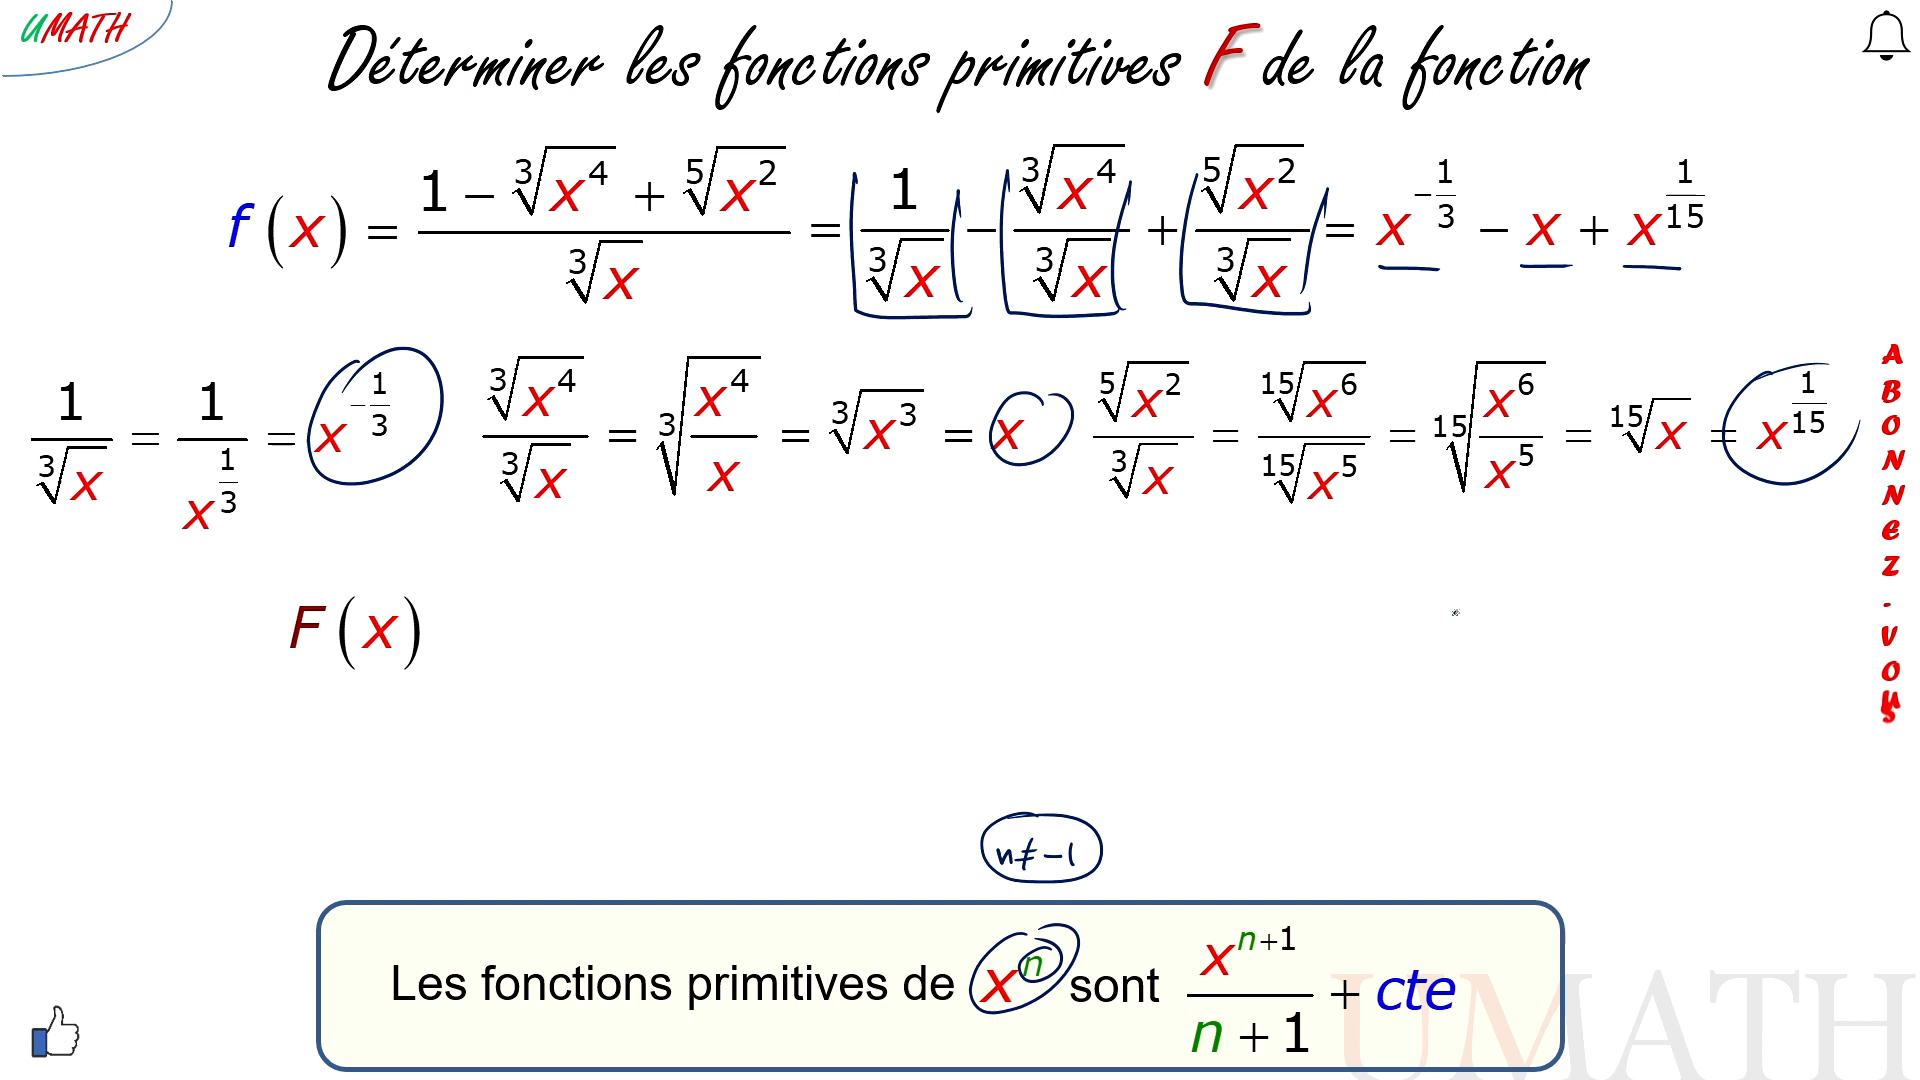 UMATH
Déterminer les fonctions primitives F de la fonction
f(x) = (1 − ∛(x⁴) + ⁵√(x²)) / ∛x = 1/∛x − ∛(x⁴)/∛x + ⁵√(x²)/∛x = x^(−1/3) − x + x^(1/15)
1/∛x = 1/x^(1/3) = x^(−1/3)
∛(x⁴)/∛x = ∛(x⁴/x) = ∛(x³) = x
⁵√(x²)/∛x = ¹⁵√(x⁶)/¹⁵√(x⁵) = ¹⁵√(x⁶/x⁵) = ¹⁵√x = x^(1/15)
ABONNez-VOUS
F(x)
n≠-1
Les fonctions primitives de xⁿ sont x^(n+1)/(n+1) + cte
UMATH